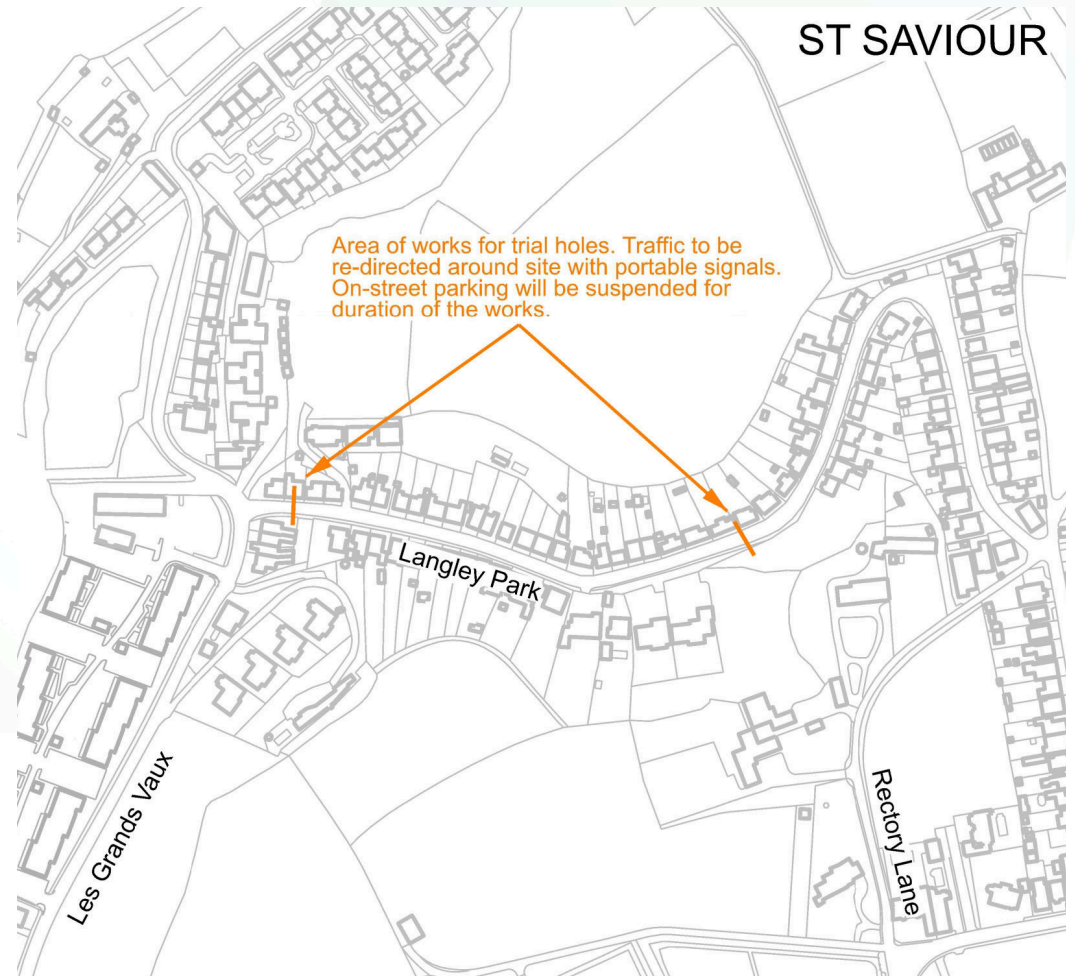 ST SAVIOUR
Area of works for trial holes. Traffic to be
re-directed around site with portable signals.
On-street parking will be suspended for
duration of the works.
Langley Park
Les Grands Vaux
Rectory Lane